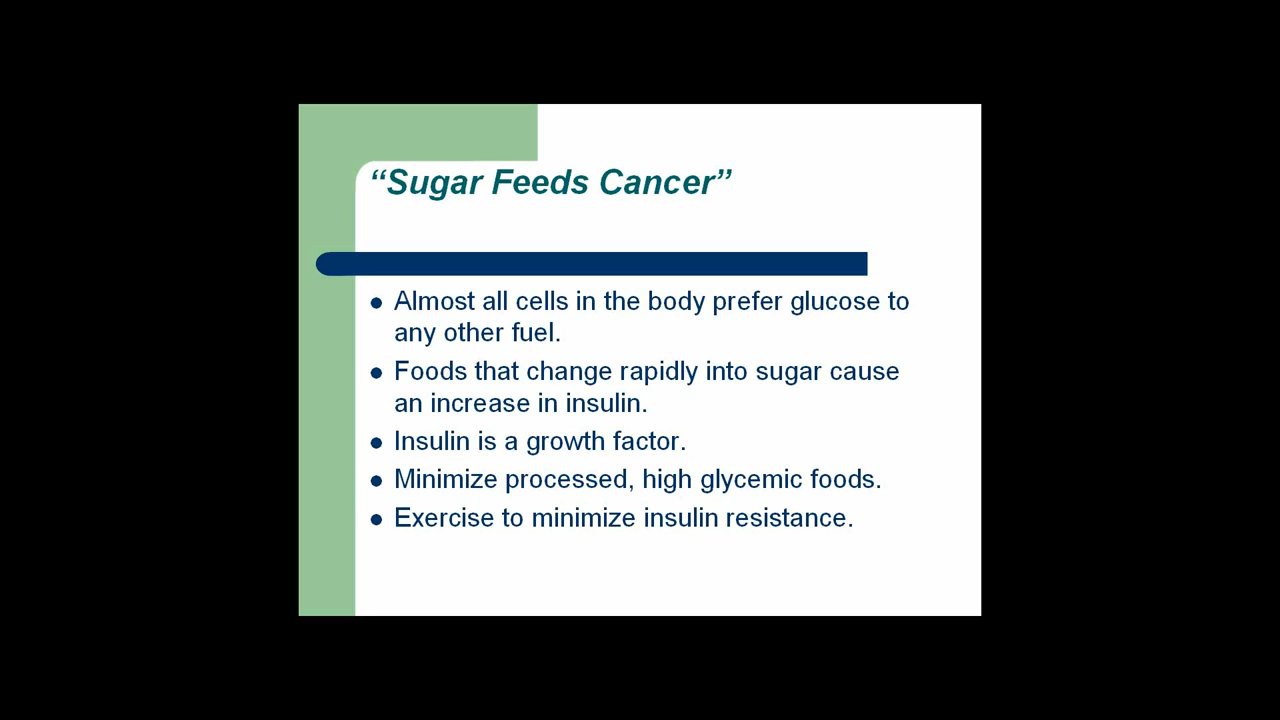 “Sugar Feeds Cancer”
● Almost all cells in the body prefer glucose to
any other fuel.
● Foods that change rapidly into sugar cause
an increase in insulin.
● Insulin is a growth factor.
● Minimize processed, high glycemic foods.
● Exercise to minimize insulin resistance.